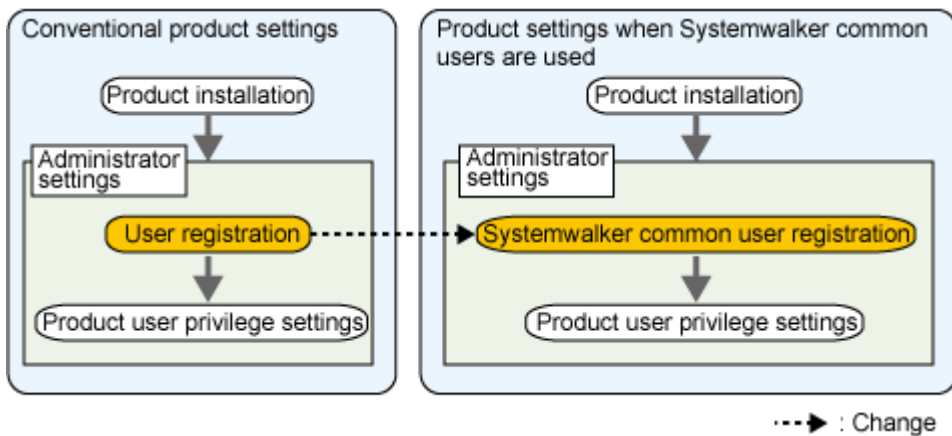 Conventional product settings
Product installation
Administrator
settings
User registration
Product user privilege settings
Product settings when Systemwalker common
users are used
Product installation
Administrator
settings
Systemwalker common user registration
Product user privilege settings
: Change